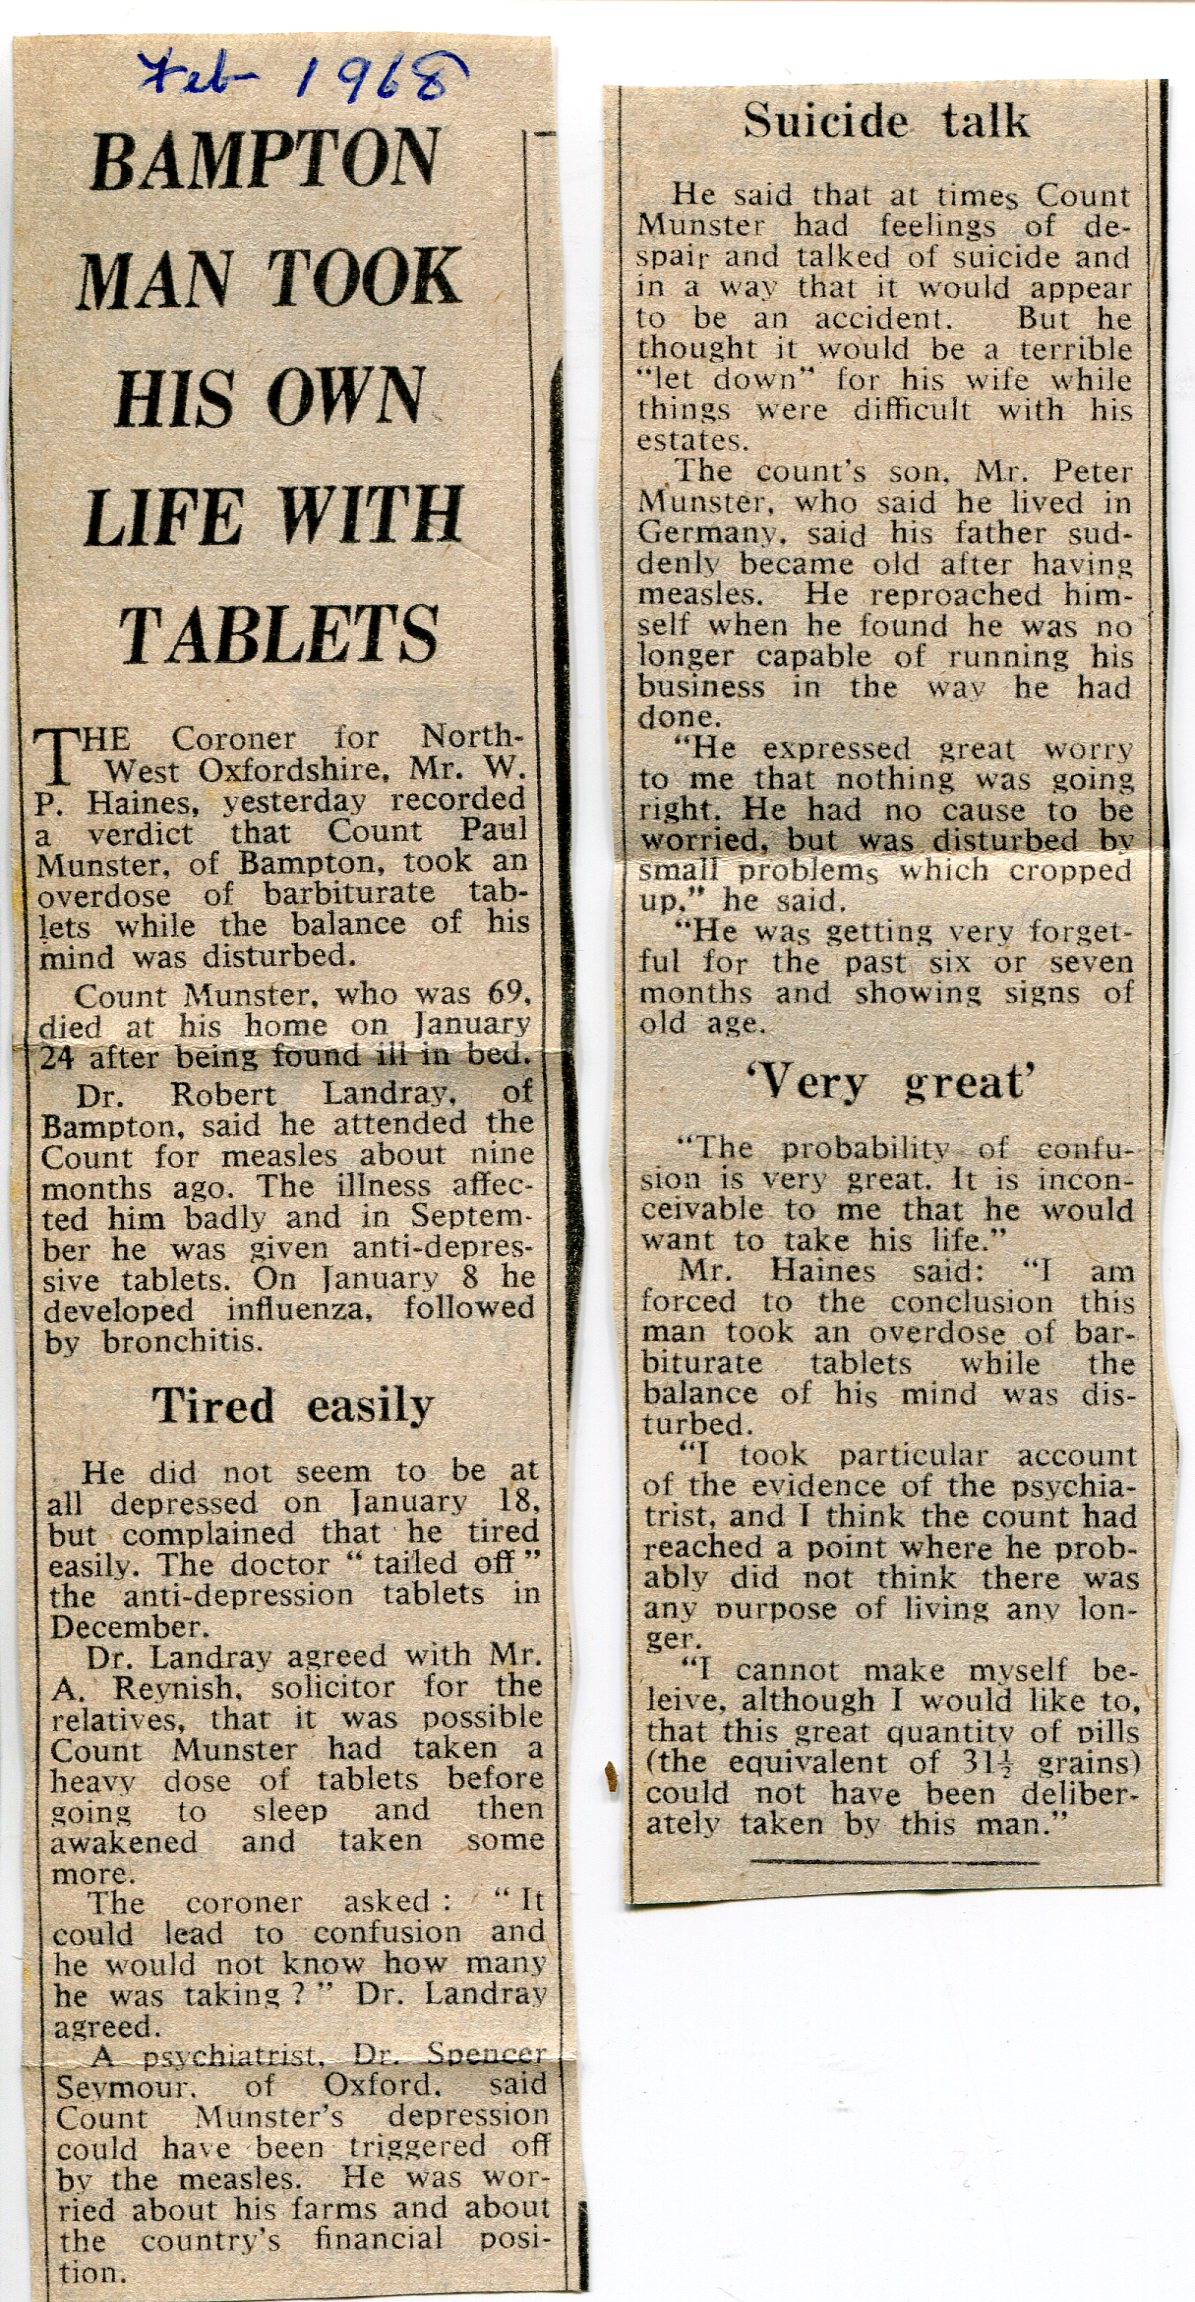 Feb 1968
BAMPTON
MAN TOOK
HIS OWN
LIFE WITH
TABLETS
THE Coroner for North-
West Oxfordshire, Mr. W.
P. Haines, yesterday recorded
a verdict that Count Paul
Munster, of Bampton, took an
overdose of barbiturate tab-
lets while the balance of his
mind was disturbed.
Count Munster, who was 69,
died at his home on January
24 after being found ill in bed.
Dr. Robert Landray, of
Bampton, said he attended the
Count for measles about nine
months ago. The illness affec-
ted him badly and in Septem-
ber he was given anti-depres-
sive tablets. On January 8 he
developed influenza, followed
by bronchitis.
Tired easily
He did not seem to be at
all depressed on January 18,
but complained that he tired
easily. The doctor “tailed off”
the anti-depression tablets in
December.
Dr. Landray agreed with Mr.
A. Reynish, solicitor for the
relatives, that it was possible
Count Munster had taken a
heavy dose of tablets before
going to sleep and then
awakened and taken some
more.
The coroner asked: “It
could lead to confusion and
he would not know how many
he was taking?” Dr. Landray
agreed.
A psychiatrist, Dr. Spencer
Seymour, of Oxford, said
Count Munster's depression
could have been triggered off
by the measles. He was wor-
ried about his farms and about
the country's financial posi-
tion.
Suicide talk
He said that at times Count
Munster had feelings of de-
spair and talked of suicide and
in a way that it would appear
to be an accident. But he
thought it would be a terrible
“let down” for his wife while
things were difficult with his
estates.
The count's son, Mr. Peter
Munster, who said he lived in
Germany, said his father sud-
denly became old after having
measles. He reproached him-
self when he found he was no
longer capable of running his
business in the way he had
done.
“He expressed great worry
to me that nothing was going
right. He had no cause to be
worried, but was disturbed by
small problems which cropped
up,” he said.
“He was getting very forget-
ful for the past six or seven
months and showing signs of
old age.
‘Very great’
“The probability of confu-
sion is very great. It is incon-
ceivable to me that he would
want to take his life.”
Mr. Haines said: “I am
forced to the conclusion this
man took an overdose of bar-
biturate tablets while the
balance of his mind was dis-
turbed.
“I took particular account
of the evidence of the psychia-
trist, and I think the count had
reached a point where he prob-
ably did not think there was
any purpose of living any lon-
ger.
“I cannot make myself be-
leive, although I would like to,
that this great quantity of pills
(the equivalent of 31½ grains)
could not have been deliber-
ately taken by this man.”